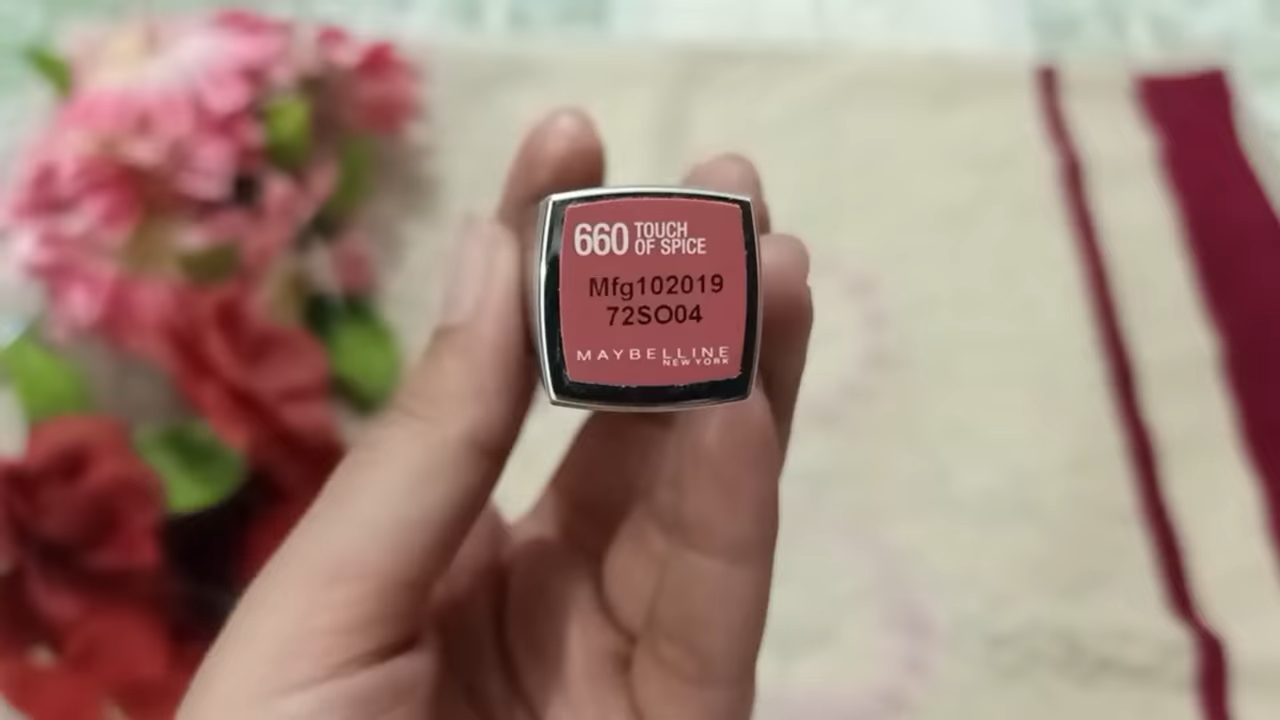 660 TOUCH
OF SPICE
Mfg102019
72SO04
MAYBELLINE
NEW YORK